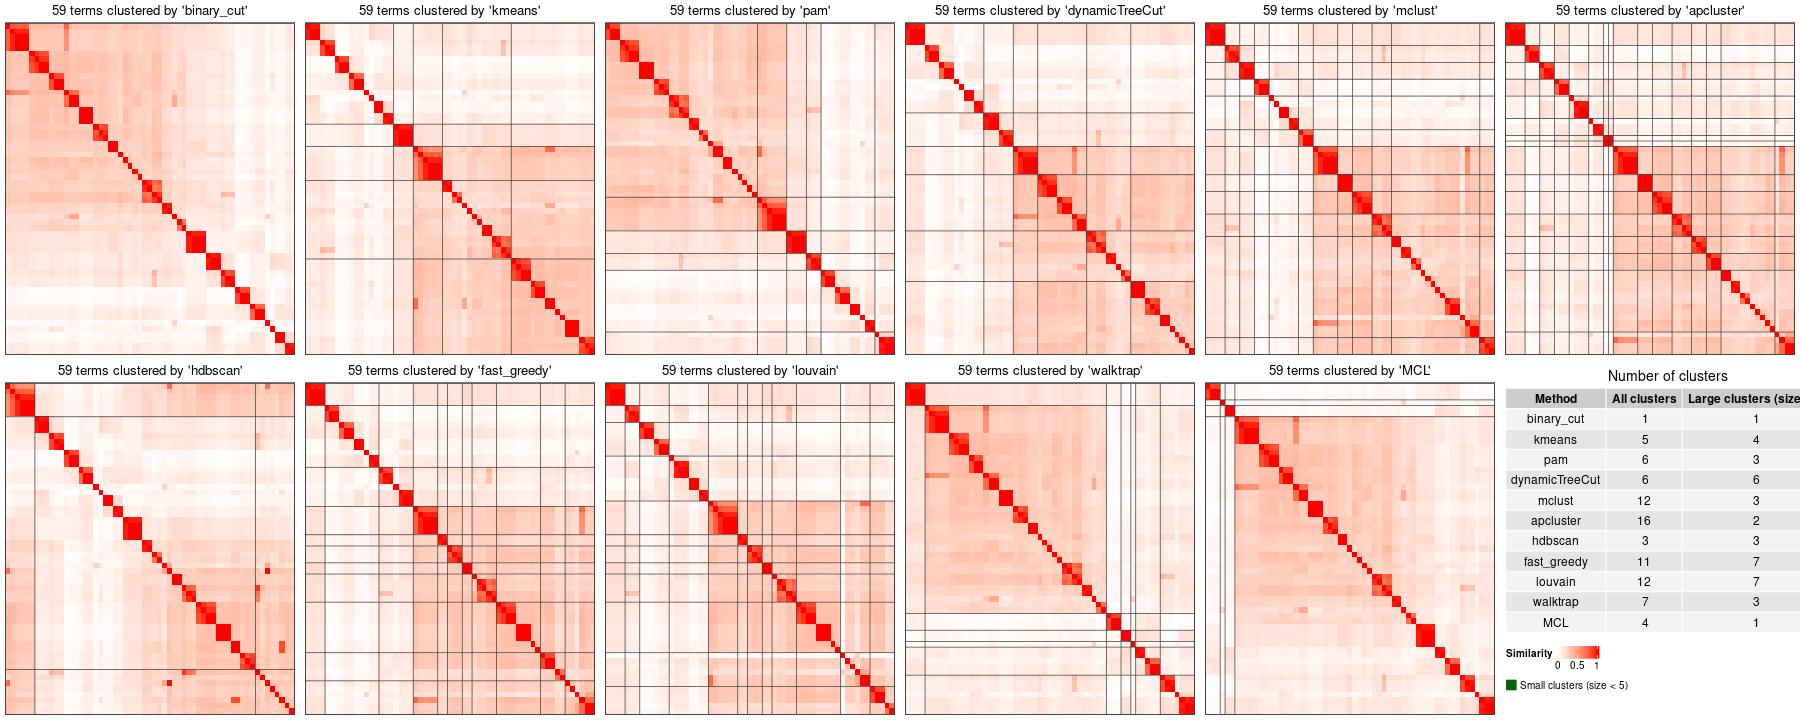 59 terms clustered by 'binary_cut'
59 terms clustered by 'kmeans'
59 terms clustered by 'pam'
59 terms clustered by 'dynamicTreeCut'
59 terms clustered by 'mclust'
59 terms clustered by 'apcluster'
59 terms clustered by 'hdbscan'
59 terms clustered by 'fast_greedy'
59 terms clustered by 'louvain'
59 terms clustered by 'walktrap'
59 terms clustered by 'MCL'
Number of clusters
Method All clusters Large clusters (size
binary_cut 1 1
kmeans 5 4
pam 6 3
dynamicTreeCut 6 6
mclust 12 3
apcluster 16 2
hdbscan 3 3
fast_greedy 11 7
louvain 12 7
walktrap 7 3
MCL 4 1
Similarity
0 0.5 1
Small clusters (size < 5)